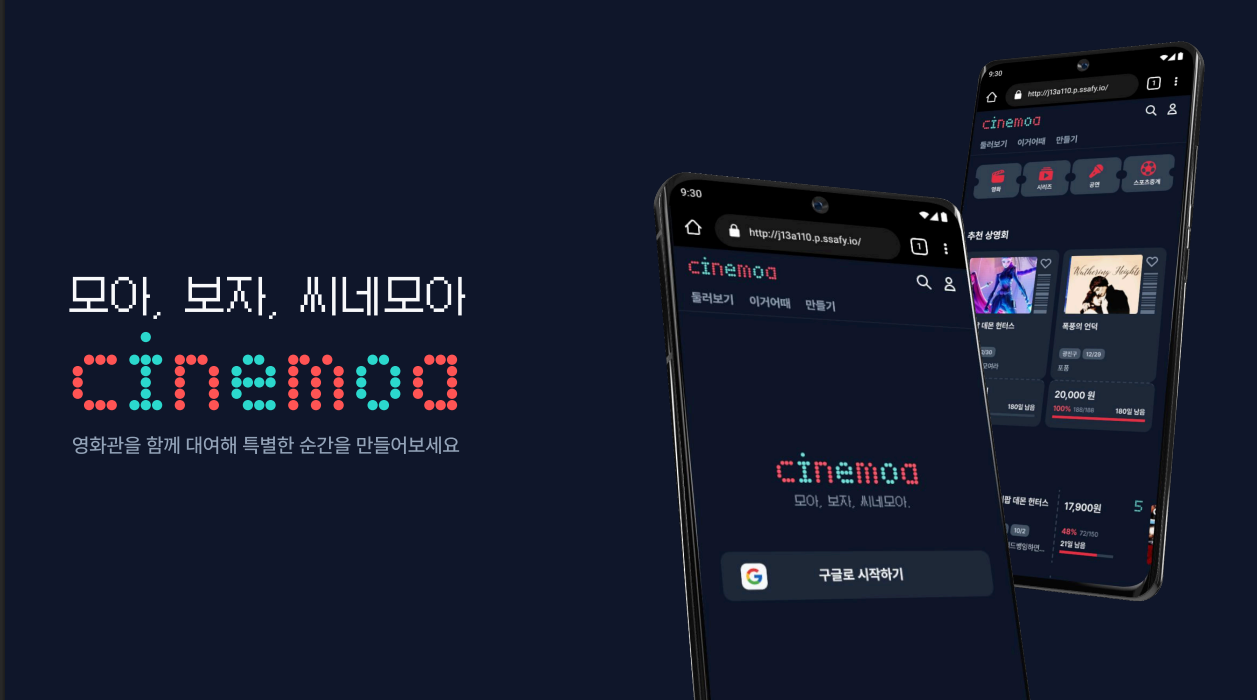 모아, 보자, 씨네모아
cinemoa
영화관을 함께 대여해 특별한 순간을 만들어보세요
9:30
http://j13a110.p.ssafy.io/
1
cinemoa
둘러보기 이거어때 만들기
cinemoa
모아, 보자, 씨네모아.
G 구글로 시작하기
9:30
http://j13a110.p.ssafy.io/
1
cinemoa
둘러보기 이거어때 만들기
영화 시리즈 공연 스포츠중계
추천 상영회
Wuthering Heights
데몬 헌터스
폭풍의 언덕
광진구 12/29
모여라
포품
180일 남음
20,000 원
100% 188/188 180일 남음
팝 데몬 헌터스
10/2
17,900원
48% 72/150
21일 남음
5